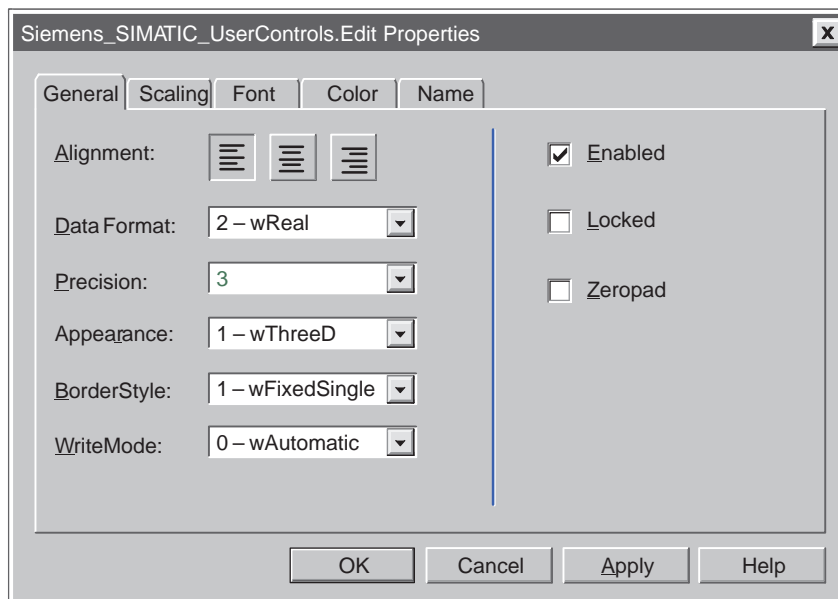 Siemens_SIMATIC_UserControls.Edit Properties
General Scaling Font Color Name
Alignment:
Data Format: 2 – wReal
Precision: 3
Appearance: 1 – wThreeD
BorderStyle: 1 – wFixedSingle
WriteMode: 0 – wAutomatic
Enabled
Locked
Zeropad
OK Cancel Apply Help